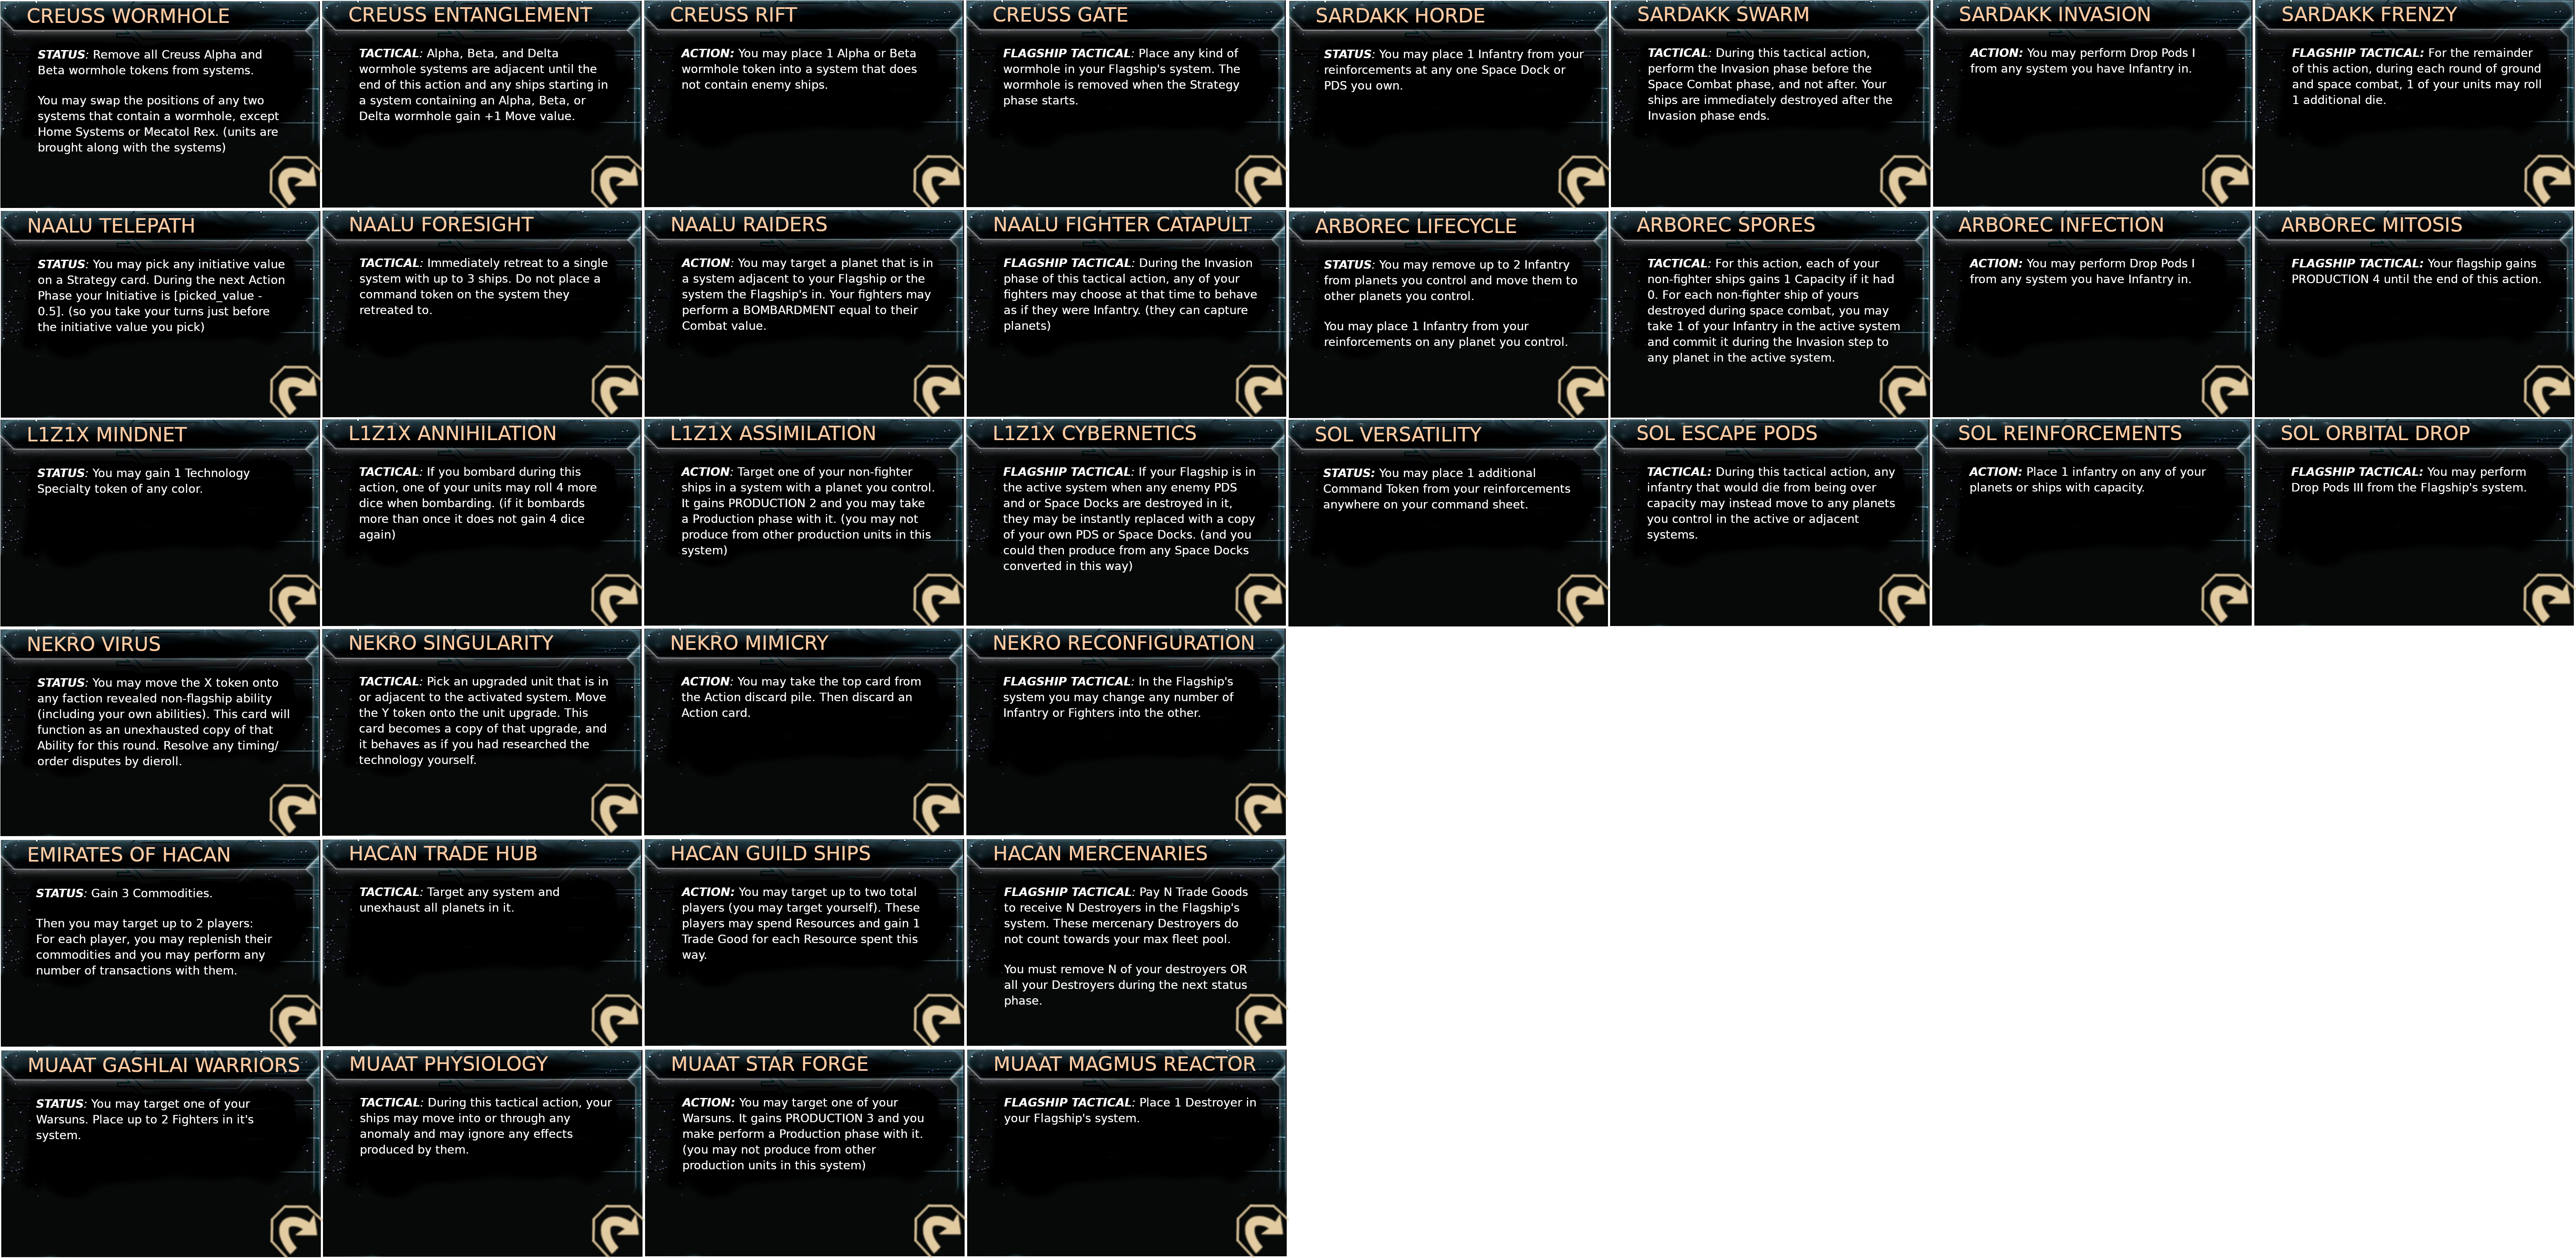 CREUSS WORMHOLE
STATUS: Remove all Creuss Alpha and
Beta wormhole tokens from systems.
You may swap the positions of any two
systems that contain a wormhole, except
Home Systems or Mecatol Rex. (units are
brought along with the systems)
CREUSS ENTANGLEMENT
TACTICAL: Alpha, Beta, and Delta
wormhole systems are adjacent until the
end of this action and any ships starting in
a system containing an Alpha, Beta, or
Delta wormhole gain +1 Move value.
CREUSS RIFT
ACTION: You may place 1 Alpha or Beta
wormhole token into a system that does
not contain enemy ships.
CREUSS GATE
FLAGSHIP TACTICAL: Place any kind of
wormhole in your Flagship's system. The
wormhole is removed when the Strategy
phase starts.
SARDAKK HORDE
STATUS: You may place 1 Infantry from your
reinforcements at any one Space Dock or
PDS you own.
SARDAKK SWARM
TACTICAL: During this tactical action,
perform the Invasion phase before the
Space Combat phase, and not after. Your
ships are immediately destroyed after the
Invasion phase ends.
SARDAKK INVASION
ACTION: You may perform Drop Pods I
from any system you have Infantry in.
SARDAKK FRENZY
FLAGSHIP TACTICAL: For the remainder
of this action, during each round of ground
and space combat, 1 of your units may roll
1 additional die.
NAALU TELEPATH
STATUS: You may pick any initiative value
on a Strategy card. During the next Action
Phase your Initiative is [picked_value -
0.5]. (so you take your turns just before
the initiative value you pick)
NAALU FORESIGHT
TACTICAL: Immediately retreat to a single
system with up to 3 ships. Do not place a
command token on the system they
retreated to.
NAALU RAIDERS
ACTION: You may target a planet that is in
a system adjacent to your Flagship or the
system the Flagship's in. Your fighters may
perform a BOMBARDMENT equal to their
Combat value.
NAALU FIGHTER CATAPULT
FLAGSHIP TACTICAL: During the Invasion
phase of this tactical action, any of your
fighters may choose at that time to behave
as if they were Infantry. (they can capture
planets)
ARBOREC LIFECYCLE
STATUS: You may remove up to 2 Infantry
from planets you control and move them to
other planets you control.
You may place 1 Infantry from your
reinforcements on any planet you control.
ARBOREC SPORES
TACTICAL: For this action, each of your
non-fighter ships gains 1 Capacity if it had
0. For each non-fighter ship of yours
destroyed during space combat, you may
take 1 of your Infantry in the active system
and commit it during the Invasion step to
any planet in the active system.
ARBOREC INFECTION
ACTION: You may perform Drop Pods I
from any system you have Infantry in.
ARBOREC MITOSIS
FLAGSHIP TACTICAL: Your flagship gains
PRODUCTION 4 until the end of this action.
L1Z1X MINDNET
STATUS: You may gain 1 Technology
Specialty token of any color.
L1Z1X ANNIHILATION
TACTICAL: If you bombard during this
action, one of your units may roll 4 more
dice when bombarding. (if it bombards
more than once it does not gain 4 dice
again)
L1Z1X ASSIMILATION
ACTION: Target one of your non-fighter
ships in a system with a planet you control.
It gains PRODUCTION 2 and you may take
a Production phase with it. (you may not
produce from other production units in this
system)
L1Z1X CYBERNETICS
FLAGSHIP TACTICAL: If your Flagship is in
the active system when any enemy PDS
and or Space Docks are destroyed in it,
they may be instantly replaced with a copy
of your own PDS or Space Docks. (and you
could then produce from any Space Docks
converted in this way)
SOL VERSATILITY
STATUS: You may place 1 additional
Command Token from your reinforcements
anywhere on your command sheet.
SOL ESCAPE PODS
TACTICAL: During this tactical action, any
infantry that would die from being over
capacity may instead move to any planets
you control in the active or adjacent
systems.
SOL REINFORCEMENTS
ACTION: Place 1 infantry on any of your
planets or ships with capacity.
SOL ORBITAL DROP
FLAGSHIP TACTICAL: You may perform
Drop Pods III from the Flagship's system.
NEKRO VIRUS
STATUS: You may move the X token onto
any faction revealed non-flagship ability
(including your own abilities). This card will
function as an unexhausted copy of that
Ability for this round. Resolve any timing/
order disputes by dieroll.
NEKRO SINGULARITY
TACTICAL: Pick an upgraded unit that is in
or adjacent to the activated system. Move
the Y token onto the unit upgrade. This
card becomes a copy of that upgrade, and
it behaves as if you had researched the
technology yourself.
NEKRO MIMICRY
ACTION: You may take the top card from
the Action discard pile. Then discard an
Action card.
NEKRO RECONFIGURATION
FLAGSHIP TACTICAL: In the Flagship's
system you may change any number of
Infantry or Fighters into the other.
EMIRATES OF HACAN
STATUS: Gain 3 Commodities.
Then you may target up to 2 players:
For each player, you may replenish their
commodities and you may perform any
number of transactions with them.
HACAN TRADE HUB
TACTICAL: Target any system and
unexhaust all planets in it.
HACAN GUILD SHIPS
ACTION: You may target up to two total
players (you may target yourself). These
players may spend Resources and gain 1
Trade Good for each Resource spent this
way.
HACAN MERCENARIES
FLAGSHIP TACTICAL: Pay N Trade Goods
to receive N Destroyers in the Flagship's
system. These mercenary Destroyers do
not count towards your max fleet pool.
You must remove N of your destroyers OR
all your Destroyers during the next status
phase.
MUAAT GASHLAI WARRIORS
STATUS: You may target one of your
Warsuns. Place up to 2 Fighters in it's
system.
MUAAT PHYSIOLOGY
TACTICAL: During this tactical action, your
ships may move into or through any
anomaly and may ignore any effects
produced by them.
MUAAT STAR FORGE
ACTION: You may target one of your
Warsuns. It gains PRODUCTION 3 and you
make perform a Production phase with it.
(you may not produce from other
production units in this system)
MUAAT MAGMUS REACTOR
FLAGSHIP TACTICAL: Place 1 Destroyer in
your Flagship's system.